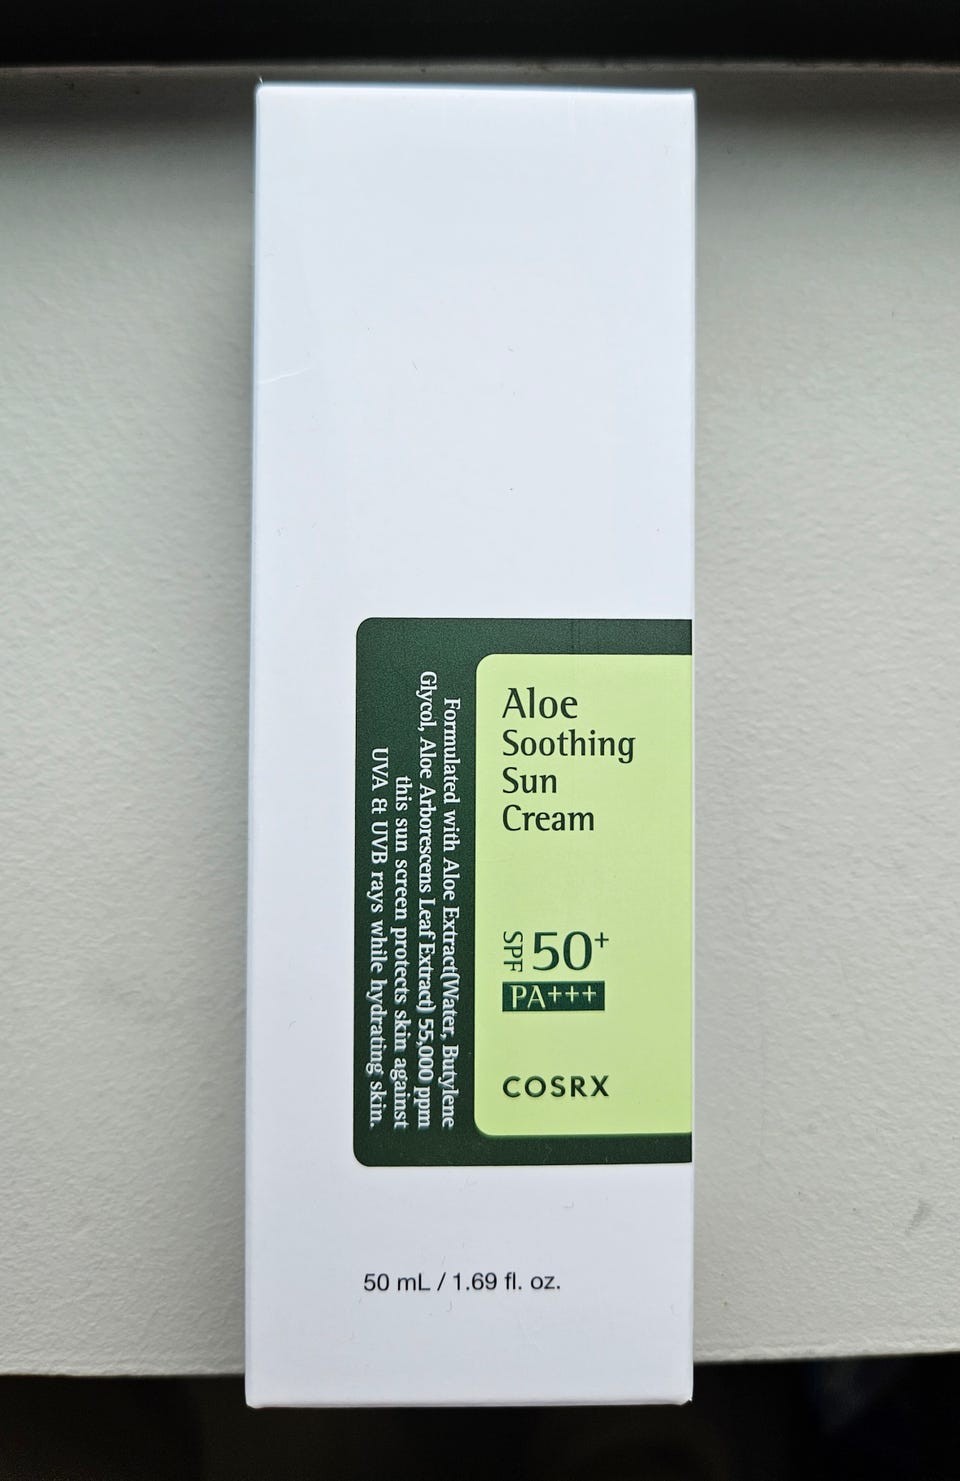 Aloe
Soothing
Sun
Cream
SPF 50+
PA+++
COSRX
Formulated with Aloe Extract(Water, Butylene
Glycol, Aloe Arborescens Leaf Extract) 55,000 ppm
this sun screen protects skin against
UVA & UVB rays while hydrating skin.
50 mL / 1.69 fl. oz.